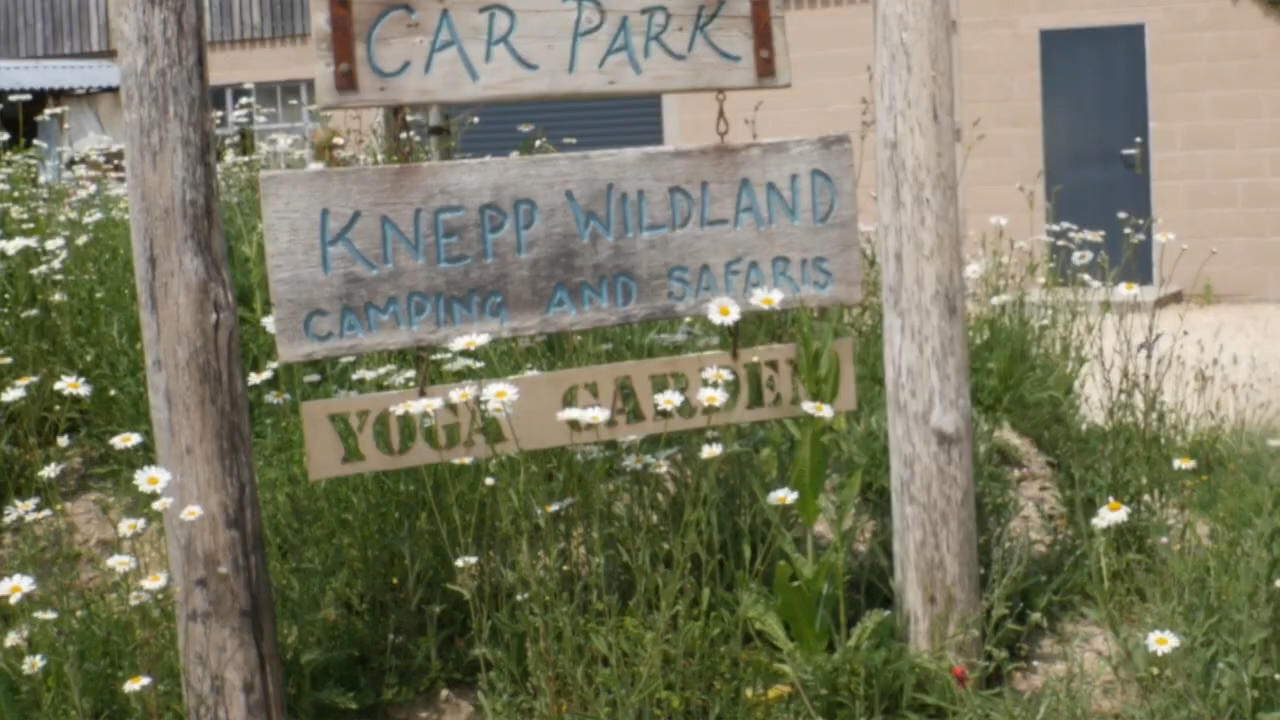 CAR PARK
KNEPP WILDLAND
CAMPING AND SAFARIS
YOGA GARDEN